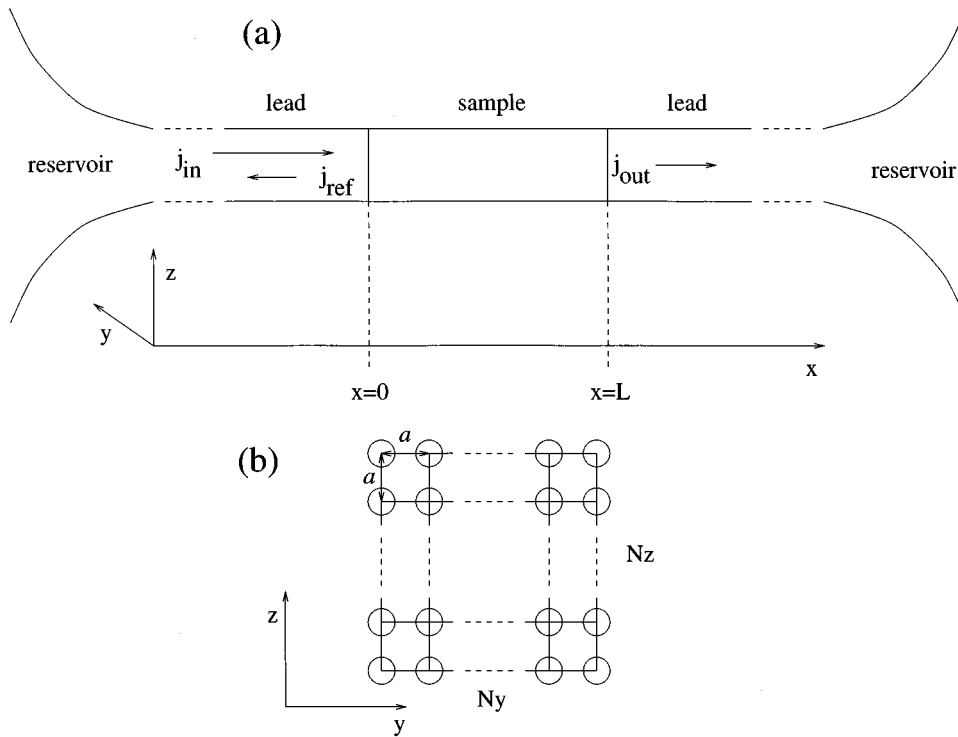 (a)
lead sample lead
reservoir j_in j_ref j_out reservoir
z
y
x
x=0 x=L
(b)
a
a
Nz
z
Ny
y